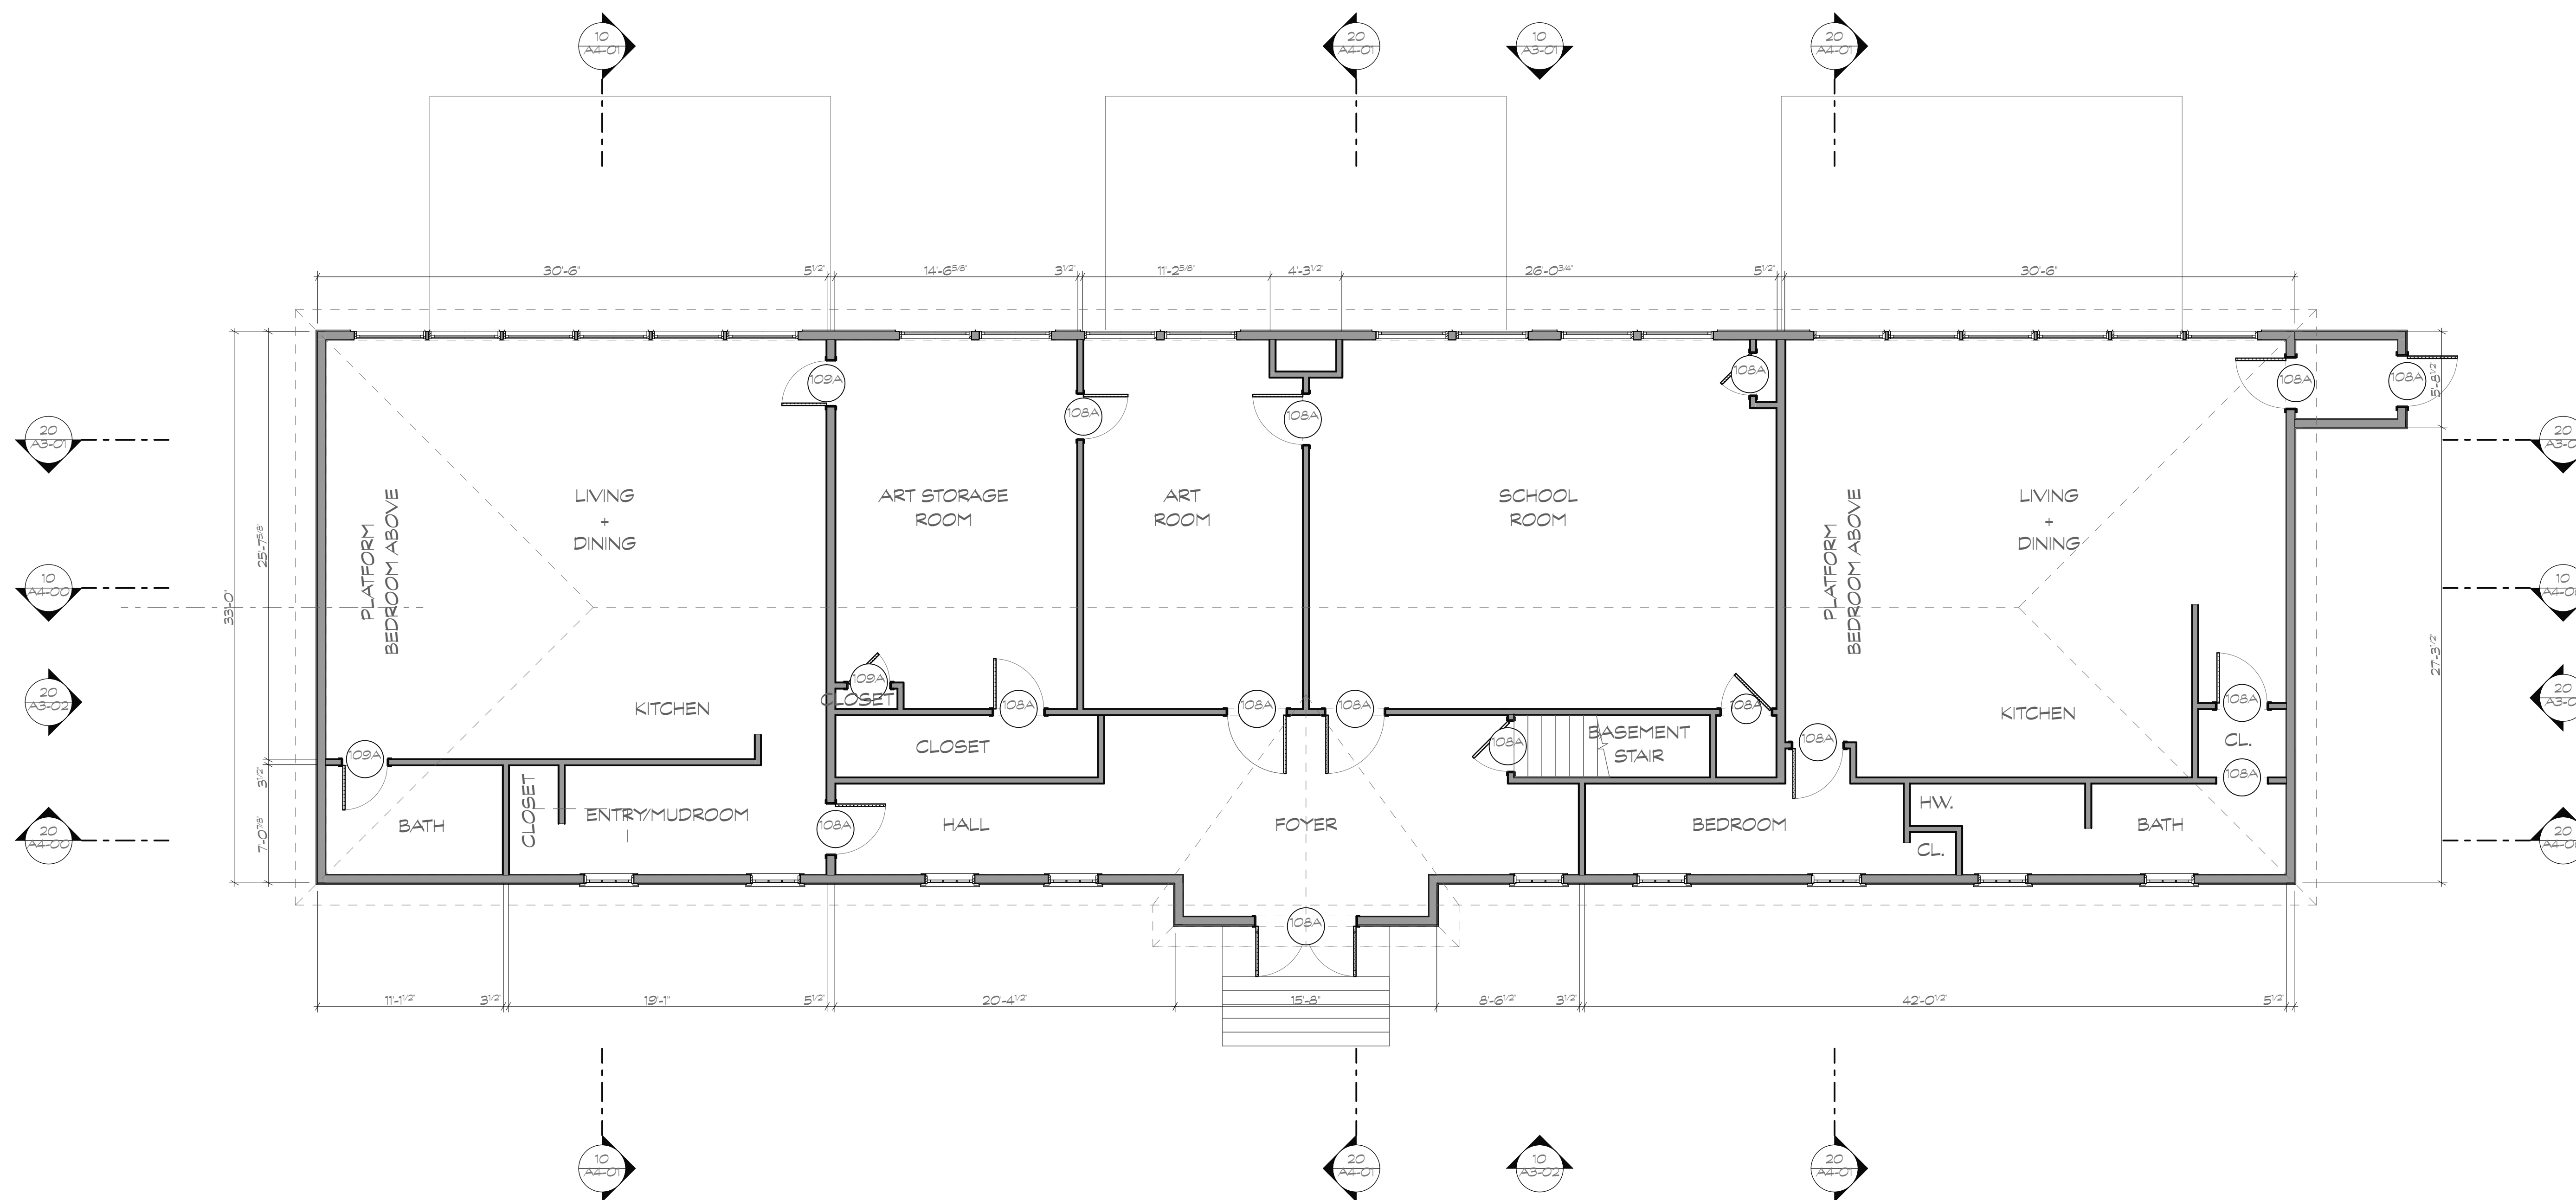 10
A4-01
20
A4-01
10
A3-01
20
A4-01
30'-6"
5 1/2"
14'-6 5/8"
3 1/2"
11'-2 5/8"
4'-3 1/2"
26'-0 3/4"
5 1/2"
30'-6"
109A
108A
108A
108A
108A
108A
5'-8 1/2"
20
A3-01
20
PLATFORM
BEDROOM ABOVE
LIVING
+
DINING
ART STORAGE
ROOM
ART
ROOM
SCHOOL
ROOM
PLATFORM
BEDROOM ABOVE
LIVING
+
DINING
25'-7 5/8"
33'-0"
10
A4-00
10
27'-3 1/2"
20
A3-02
20
109A
CLOSET
108A
108A
108A
108A
108A
KITCHEN
KITCHEN
CLOSET
108A
BASEMENT
STAIR
108A
CL.
108A
109A
3 1/2"
7'-0 7/8"
20
A4-00
20
BATH
CLOSET
ENTRY/MUDROOM
108A
HALL
FOYER
BEDROOM
HW.
CL.
BATH
108A
11'-1 1/2"
3 1/2"
19'-1"
5 1/2"
20'-4 1/2"
15'-8"
8'-6 1/2"
3 1/2"
42'-0 1/2"
5 1/2"
10
A4-01
20
A4-01
10
A3-02
20
A4-01